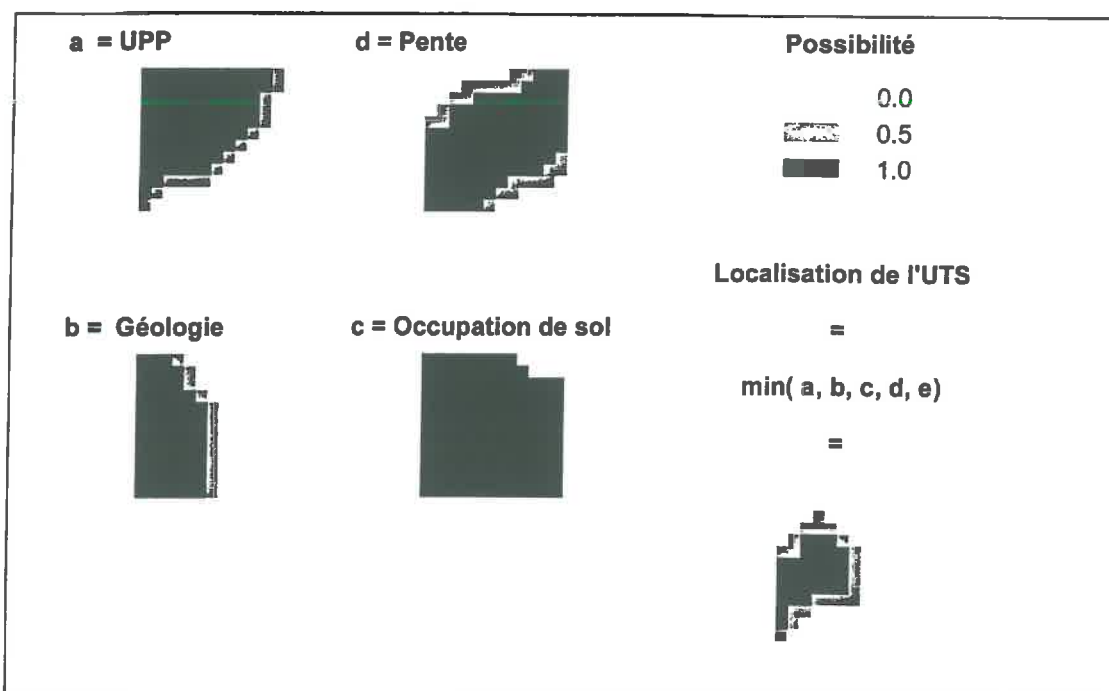 a = UPP
d = Pente
Possibilité
0.0
0.5
1.0
Localisation de l'UTS
b = Géologie
c = Occupation de sol
=
min( a, b, c, d, e)
=